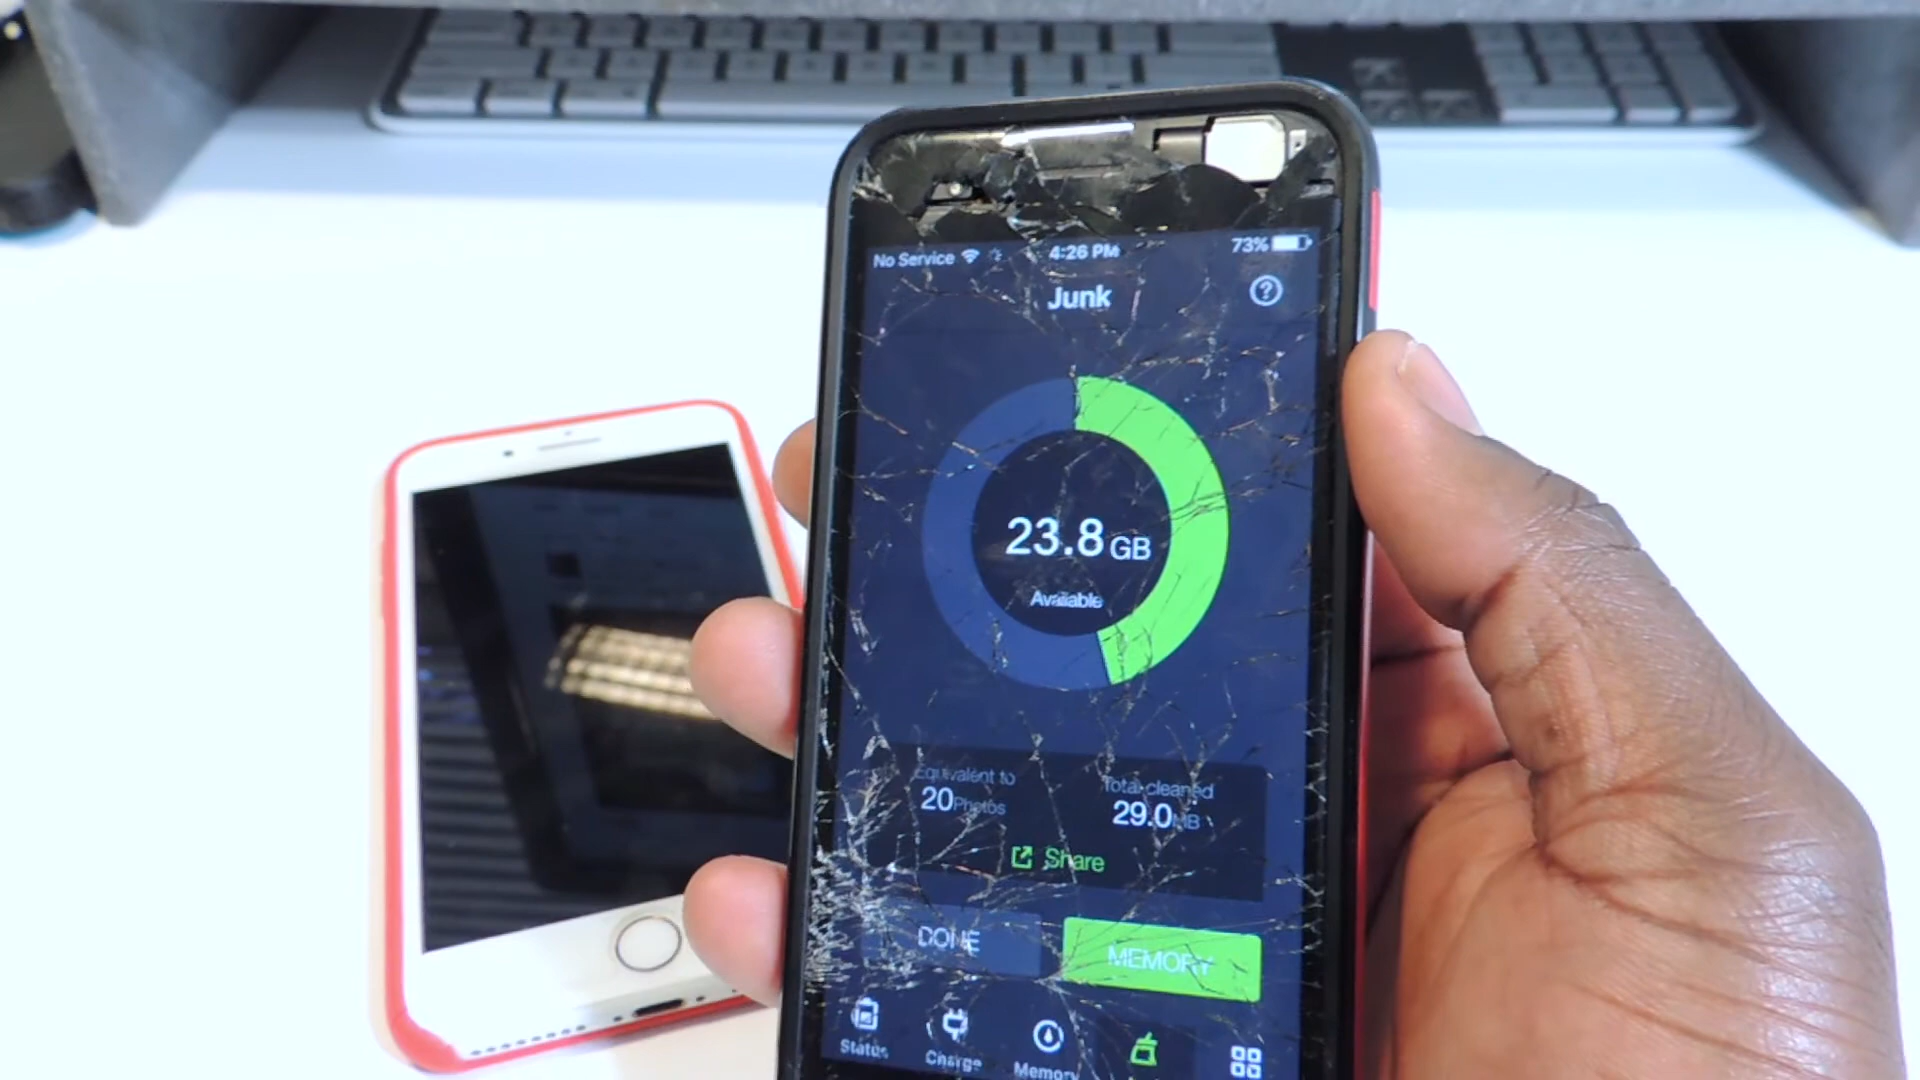 No Service 4:26 PM 73%
Junk
23.8 GB
Available
Equivalent to Total cleaned
20 Photos 29.0 MB
Share
DONE MEMORY
Status Charge Memory